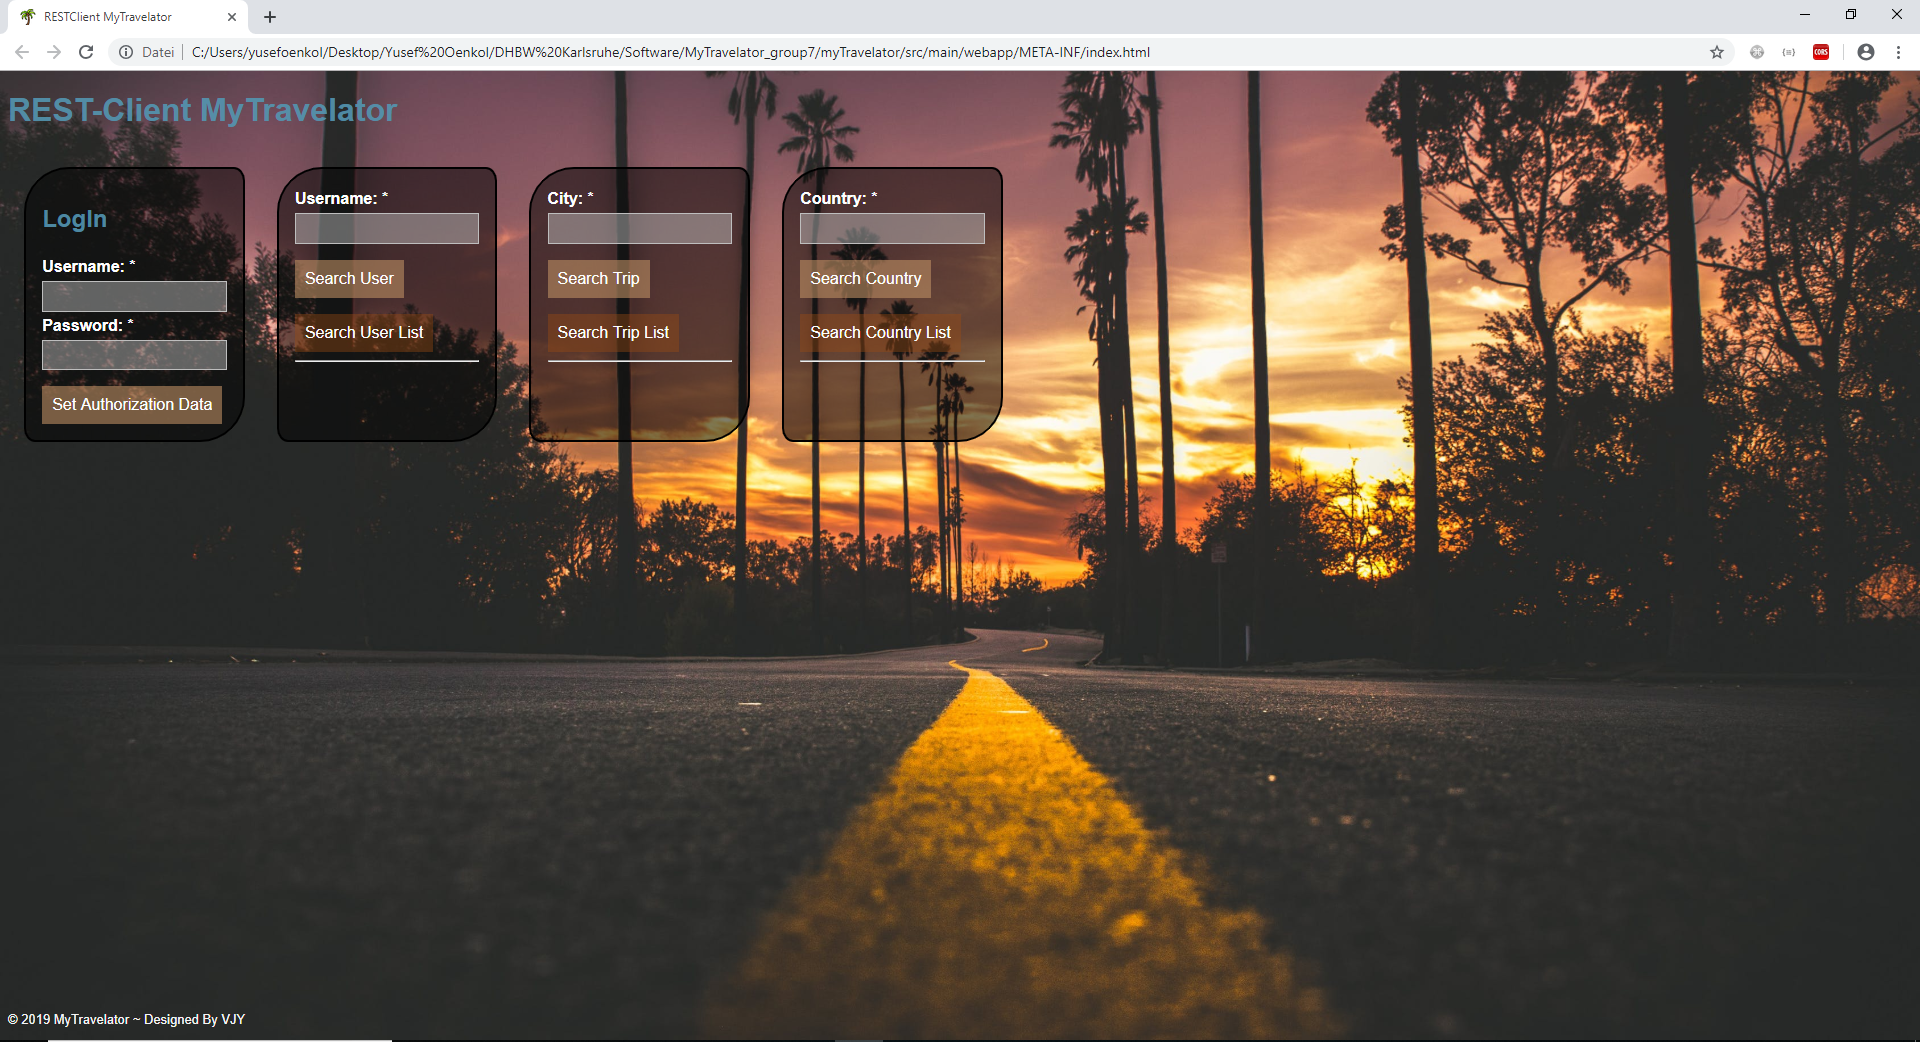 RESTClient MyTravelator
Datei
C:/Users/yusefoenkol/Desktop/Yusef%20Oenkol/DHBW%20Karlsruhe/Software/MyTravelator_group7/myTravelator/src/main/webapp/META-INF/index.html
CORS
REST-Client MyTravelator
LogIn
Username: *
Password: *
Set Authorization Data
Username: *
Search User
Search User List
City: *
Search Trip
Search Trip List
Country: *
Search Country
Search Country List
© 2019 MyTravelator ~ Designed By VJY